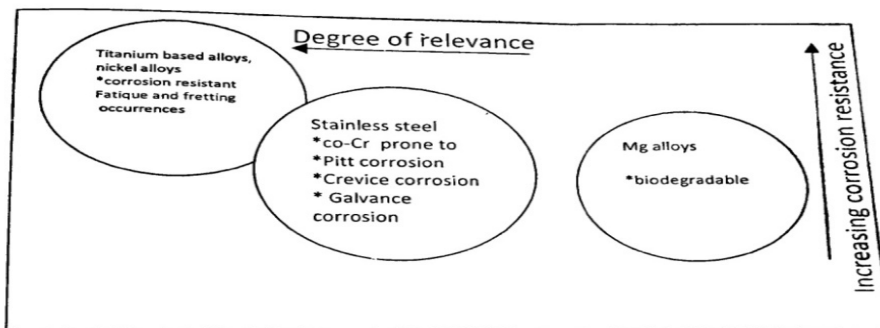 Degree of relevance
Titanium based alloys,
nickel alloys
*corrosion resistant
Fatique and fretting
occurrences
Stainless steel
*co-Cr prone to
*Pitt corrosion
*Crevice corrosion
* Galvance
corrosion
Mg alloys
*biodegradable
Increasing corrosion resistance